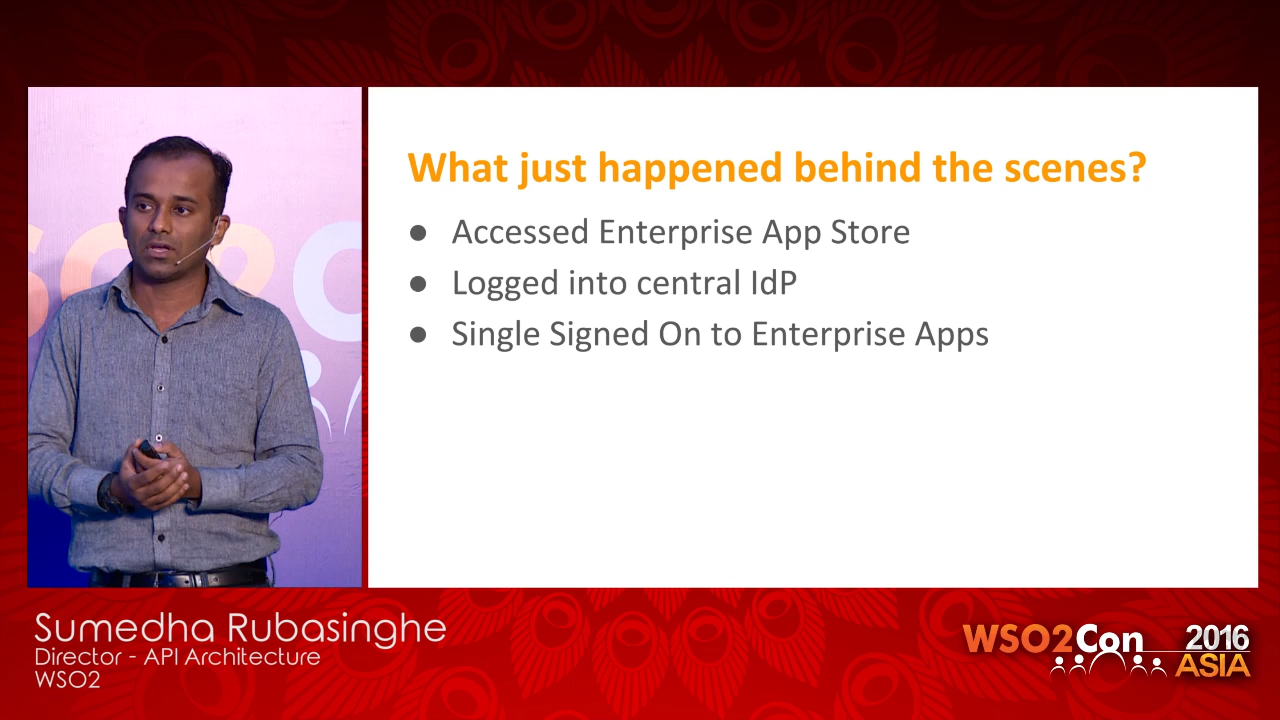 What just happened behind the scenes?
● Accessed Enterprise App Store
● Logged into central IdP
● Single Signed On to Enterprise Apps
Sumedha Rubasinghe
Director - API Architecture
WSO2
WSO2Con 2016
ASIA